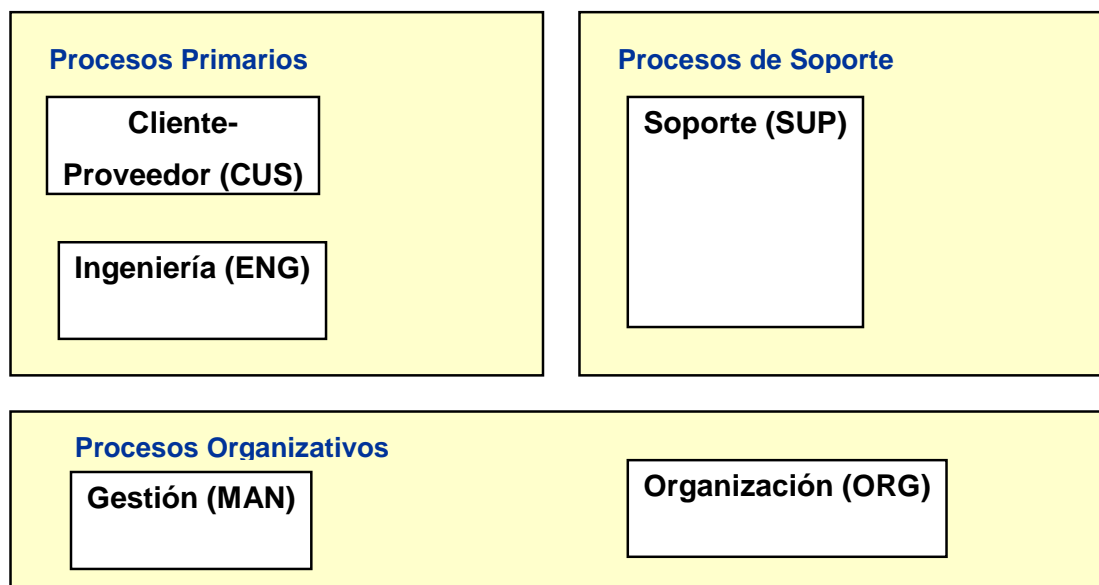 Procesos Primarios
Cliente-
Proveedor (CUS)
Ingeniería (ENG)
Procesos de Soporte
Soporte (SUP)
Procesos Organizativos
Gestión (MAN)
Organización (ORG)